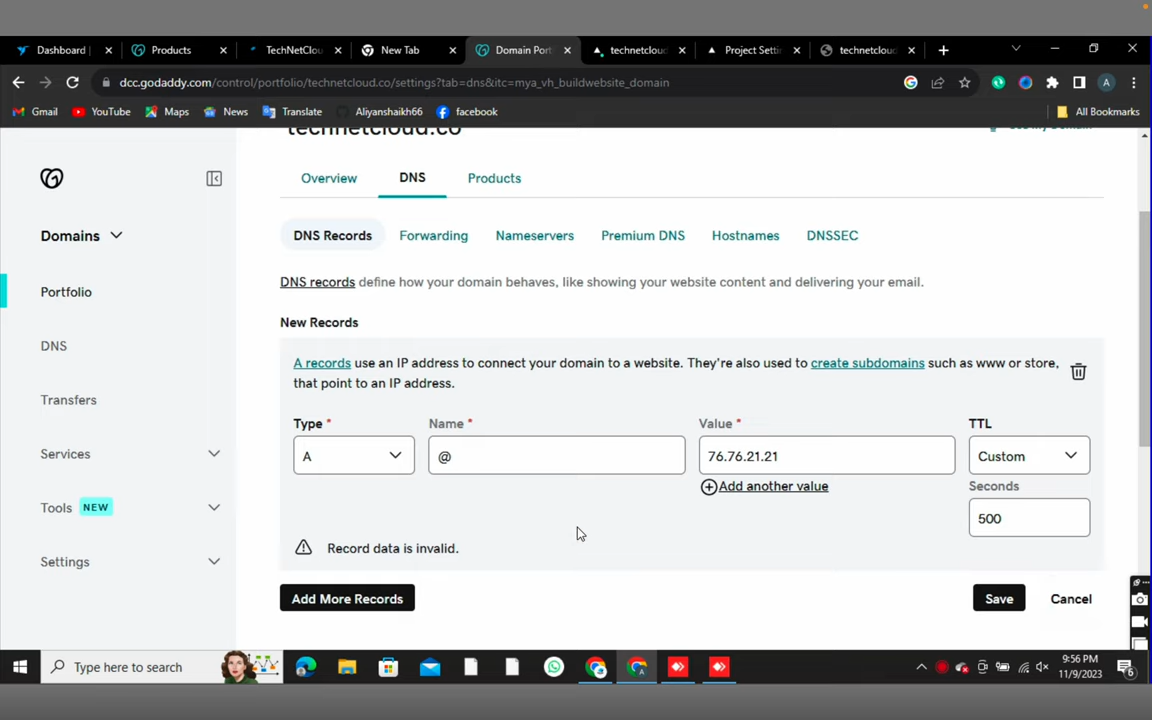 Dashboard
Products
TechNetClou
New Tab
Domain Port
technetcloud
Project Setti
technetcloud
dcc.godaddy.com/control/portfolio/technetcloud.co/settings?tab=dns&itc=mya_vh_buildwebsite_domain
A
Gmail
YouTube
Maps
News
Translate
Aliyanshaikh66
facebook
All Bookmarks
technetcloud.co
Overview
DNS
Products
Domains
DNS Records
Forwarding
Nameservers
Premium DNS
Hostnames
DNSSEC
Portfolio
DNS records define how your domain behaves, like showing your website content and delivering your email.
New Records
DNS
A records use an IP address to connect your domain to a website. They're also used to create subdomains such as www or store,
that point to an IP address.
Transfers
Type *
Name *
Value *
TTL
Services
A
@
76.76.21.21
Custom
Add another value
Seconds
Tools NEW
500
Record data is invalid.
Settings
Add More Records
Save
Cancel
Type here to search
9:56 PM
11/9/2023
6